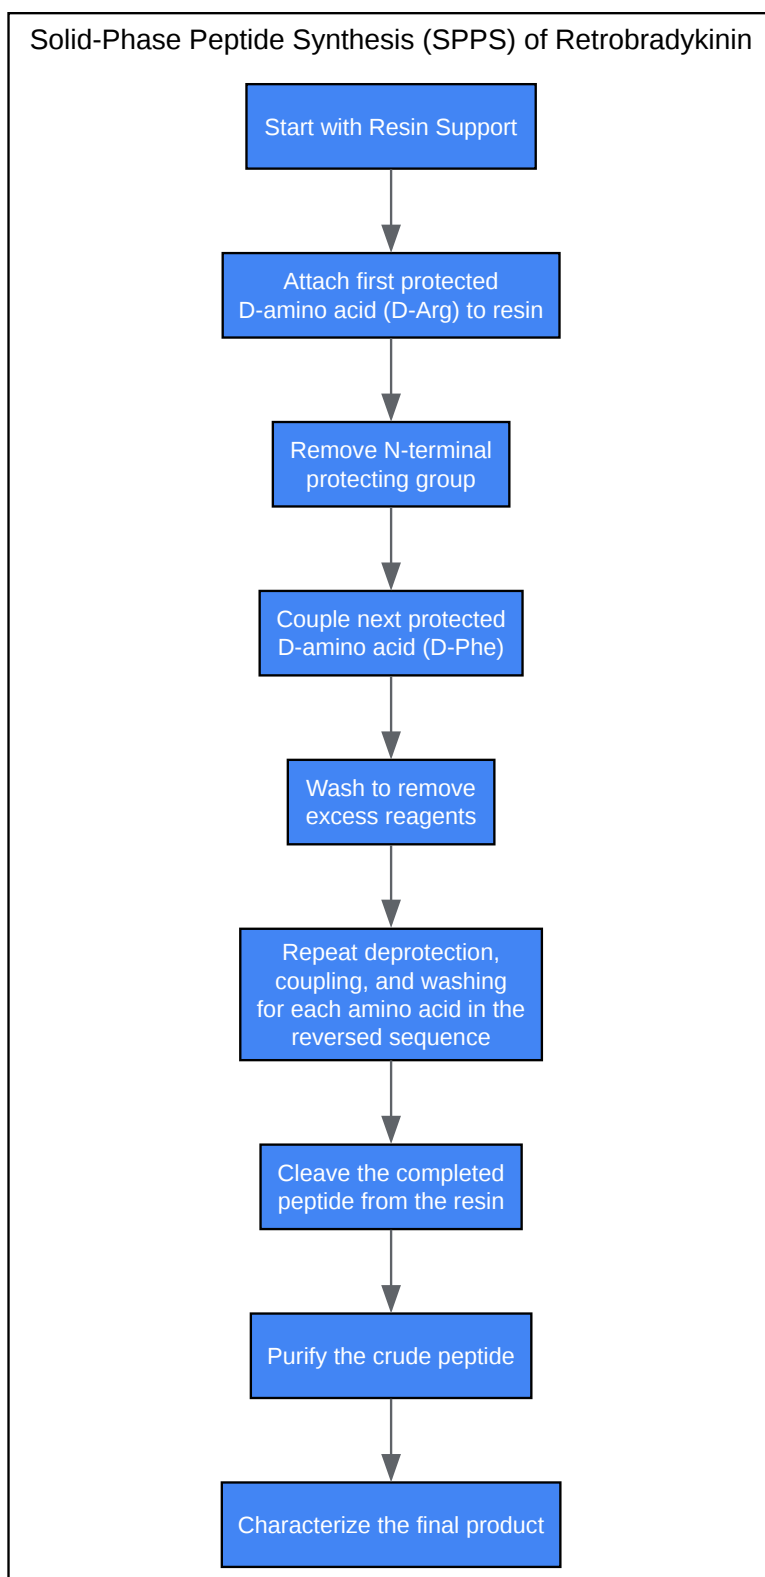 Solid-Phase Peptide Synthesis (SPPS) of Retrobradykinin
Start with Resin Support
Attach first protected
D-amino acid (D-Arg) to resin
Remove N-terminal
protecting group
Couple next protected
D-amino acid (D-Phe)
Wash to remove
excess reagents
Repeat deprotection,
coupling, and washing
for each amino acid in the
reversed sequence
Cleave the completed
peptide from the resin
Purify the crude peptide
Characterize the final product